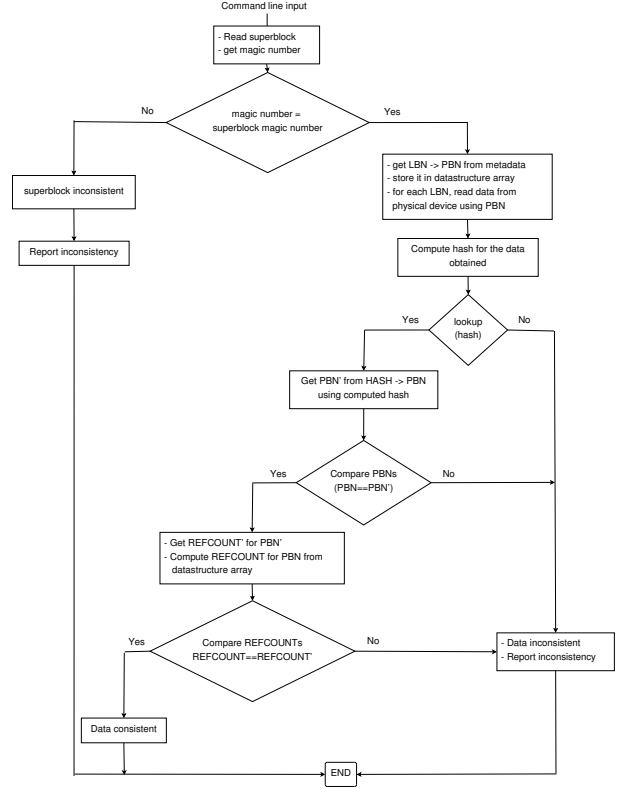 Command line input
- Read superblock
- get magic number
magic number =
superblock magic number
No
Yes
- get LBN -> PBN from metadata
- store it in datastructure array
- for each LBN, read data from
physical device using PBN
superblock inconsistent
Report inconsistency
Compute hash for the data
obtained
lookup
(hash)
Yes
No
Get PBN' from HASH -> PBN
using computed hash
Compare PBNs
(PBN==PBN')
Yes
No
- Get REFCOUNT' for PBN'
- Compute REFCOUNT for PBN from
datastructure array
Compare REFCOUNTs
REFCOUNT==REFCOUNT'
Yes
No
- Data inconsistent
- Report inconsistency
Data consistent
END